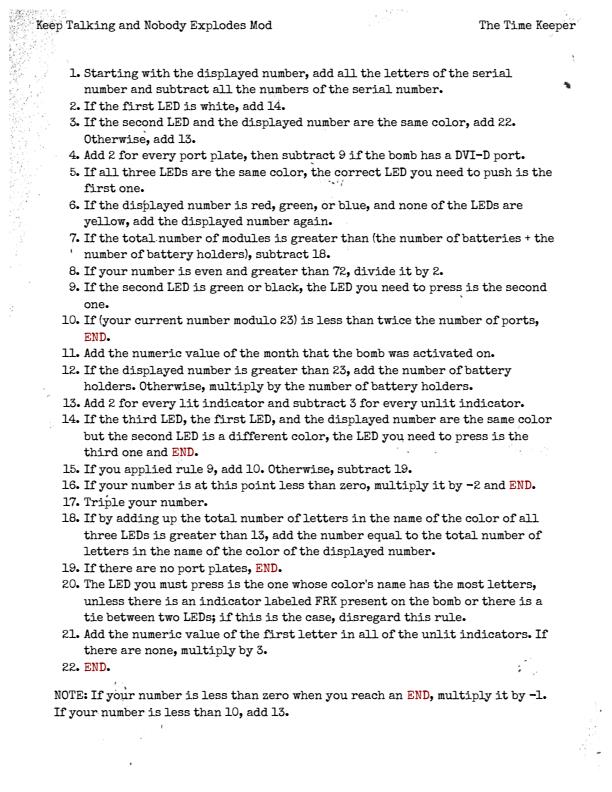 Keep Talking and Nobody Explodes Mod
The Time Keeper
1. Starting with the displayed number, add all the letters of the serial
number and subtract all the numbers of the serial number.
2. If the first LED is white, add 14.
3. If the second LED and the displayed number are the same color, add 22.
Otherwise, add 13.
4. Add 2 for every port plate, then subtract 9 if the bomb has a DVI-D port.
5. If all three LEDs are the same color, the correct LED you need to push is the
first one.
6. If the displayed number is red, green, or blue, and none of the LEDs are
yellow, add the displayed number again.
7. If the total number of modules is greater than (the number of batteries + the
number of battery holders), subtract 18.
8. If your number is even and greater than 72, divide it by 2.
9. If the second LED is green or black, the LED you need to press is the second
one.
10. If (your current number modulo 23) is less than twice the number of ports,
END.
11. Add the numeric value of the month that the bomb was activated on.
12. If the displayed number is greater than 23, add the number of battery
holders. Otherwise, multiply by the number of battery holders.
13. Add 2 for every lit indicator and subtract 3 for every unlit indicator.
14. If the third LED, the first LED, and the displayed number are the same color
but the second LED is a different color, the LED you need to press is the
third one and END.
15. If you applied rule 9, add 10. Otherwise, subtract 19.
16. If your number is at this point less than zero, multiply it by -2 and END.
17. Triple your number.
18. If by adding up the total number of letters in the name of the color of all
three LEDs is greater than 13, add the number equal to the total number of
letters in the name of the color of the displayed number.
19. If there are no port plates, END.
20. The LED you must press is the one whose color's name has the most letters,
unless there is an indicator labeled FRK present on the bomb or there is a
tie between two LEDs; if this is the case, disregard this rule.
21. Add the numeric value of the first letter in all of the unlit indicators. If
there are none, multiply by 3.
22. END.
NOTE: If your number is less than zero when you reach an END, multiply it by -1.
If your number is less than 10, add 13.